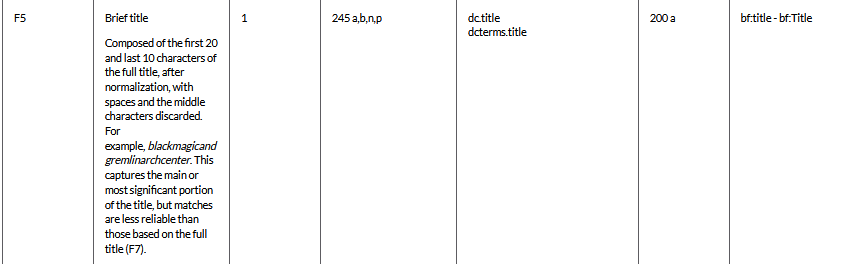 F5
Brief title
Composed of the first 20
and last 10 characters of
the full title, after
normalization, with
spaces and the middle
characters discarded.
For
example, blackmagicand
gremlinarchcenter. This
captures the main or
most significant portion
of the title, but matches
are less reliable than
those based on the full
title (F7).
1
245 a,b,n,p
dc.title
dcterms.title
200 a
bf:title - bf:Title